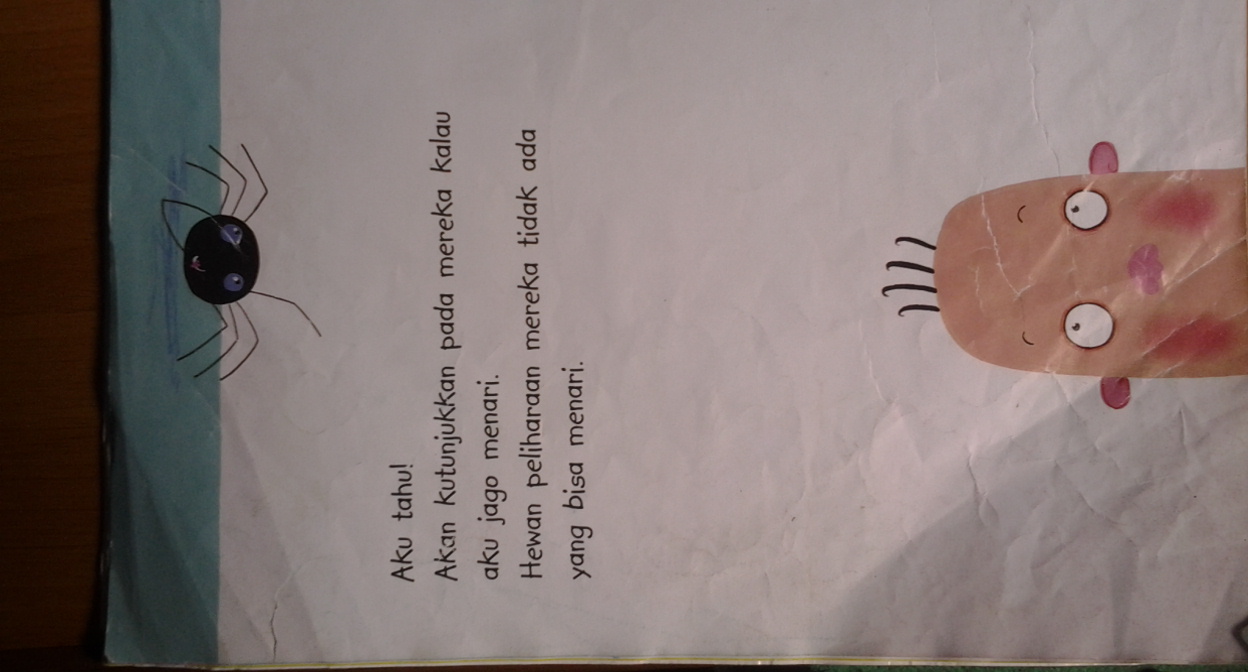 Aku tahu!
Akan kutunjukkan pada mereka kalau
aku jago menari.
Hewan peliharaan mereka tidak ada
yang bisa menari.